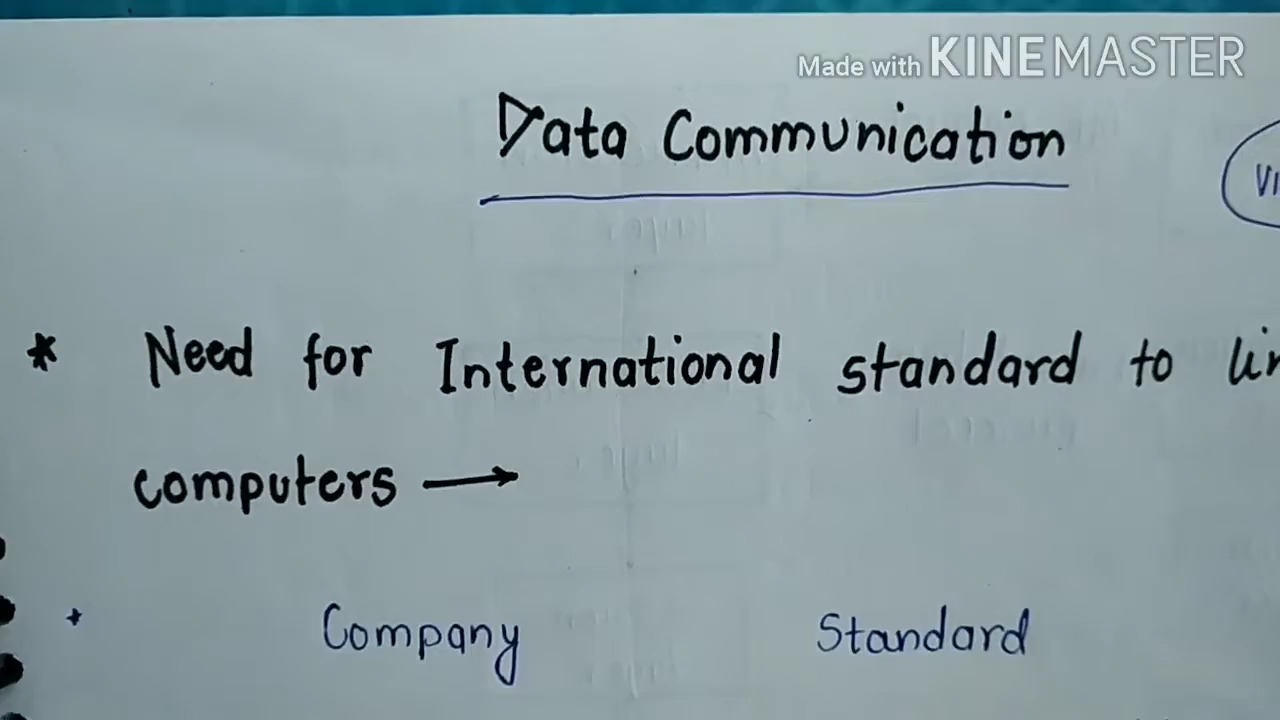 Made with KINEMASTER
Data Communication
* Need for International standard to
computers →
* Company Standard